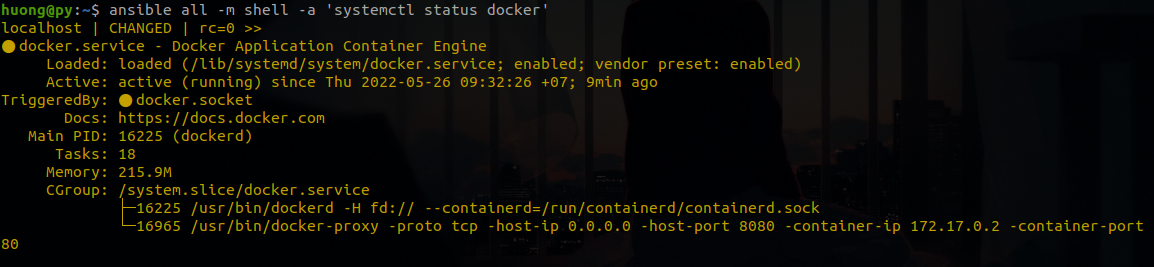 huong@py:~$ ansible all -m shell -a 'systemctl status docker'
localhost | CHANGED | rc=0 >>
● docker.service - Docker Application Container Engine
     Loaded: loaded (/lib/systemd/system/docker.service; enabled; vendor preset: enabled)
     Active: active (running) since Thu 2022-05-26 09:32:26 +07; 9min ago
TriggeredBy: ● docker.socket
       Docs: https://docs.docker.com
   Main PID: 16225 (dockerd)
      Tasks: 18
     Memory: 215.9M
     CGroup: /system.slice/docker.service
             ├─16225 /usr/bin/dockerd -H fd:// --containerd=/run/containerd/containerd.sock
             └─16965 /usr/bin/docker-proxy -proto tcp -host-ip 0.0.0.0 -host-port 8080 -container-ip 172.17.0.2 -container-port
80